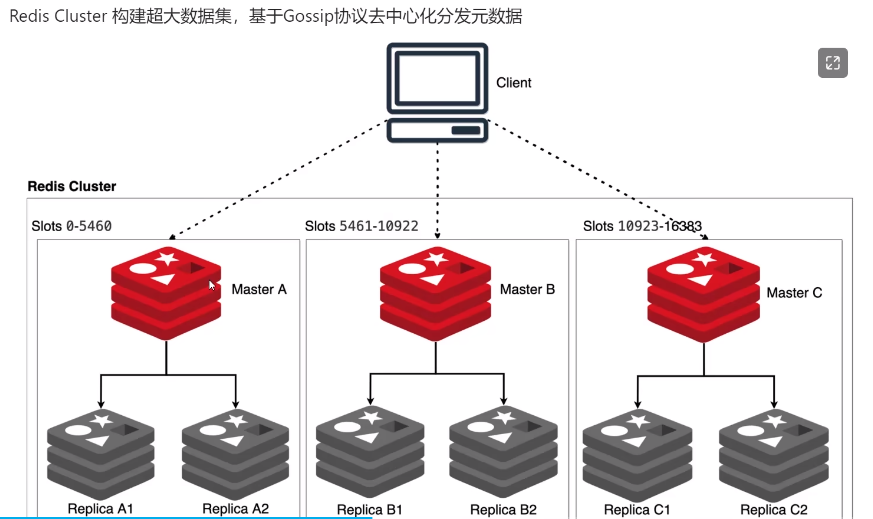 Redis Cluster 构建超大数据集，基于Gossip协议去中心化分发元数据
Client
Redis Cluster
Slots 0-5460
Slots 5461-10922
Slots 10923-16383
Master A
Master B
Master C
Replica A1
Replica A2
Replica B1
Replica B2
Replica C1
Replica C2